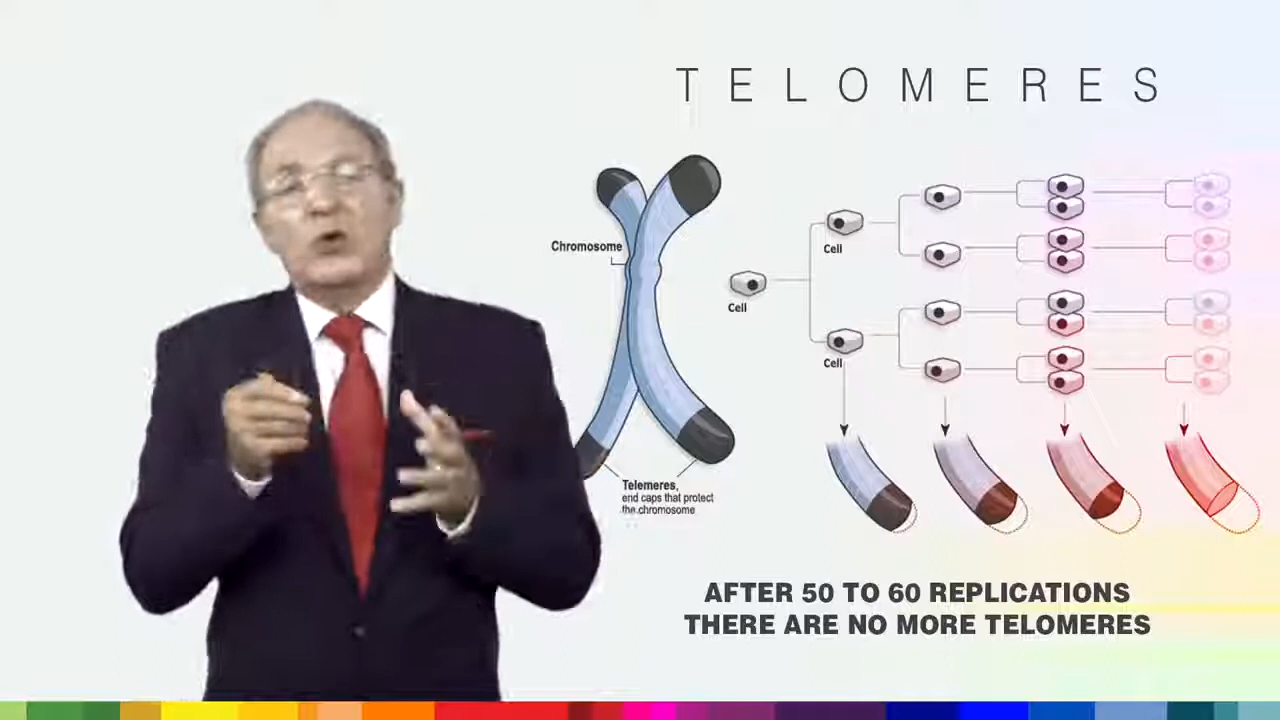 TELOMERES
Chromosome
Cell
Cell
Cell
Telemeres,
end caps that protect
the chromosome
AFTER 50 TO 60 REPLICATIONS
THERE ARE NO MORE TELOMERES